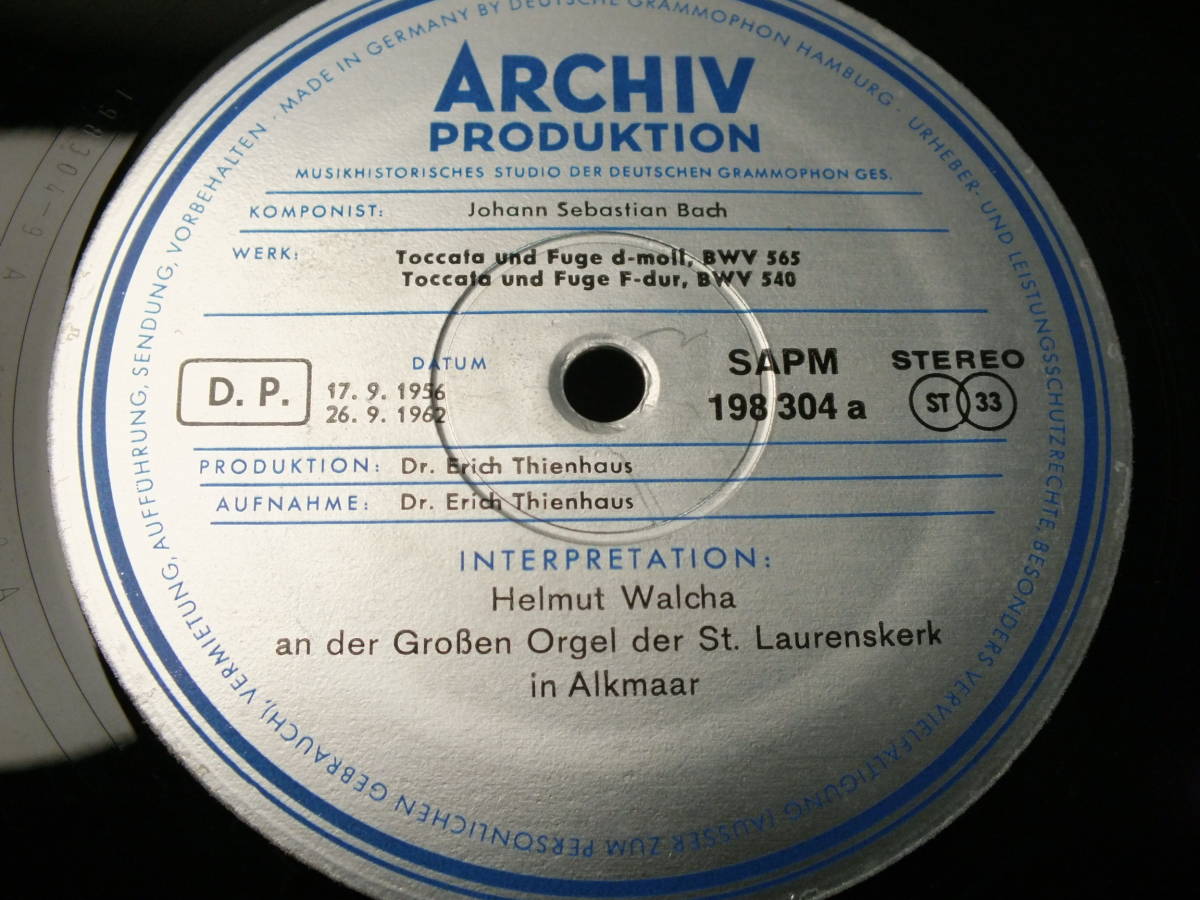 MADE IN GERMANY BY DEUTSCHE GRAMMOPHON HAMBURG · URHEBER- UND LEISTUNGSSCHUTZRECHTE, BESONDERS VERVIELFÄLTIGUNG (AUSSER ZUM PERSÖNLICHEN GEBRAUCH), VERMIETUNG, AUFFÜHRUNG, SENDUNG, VORBEHALTEN ·
ARCHIV
PRODUKTION
MUSIKHISTORISCHES STUDIO DER DEUTSCHEN GRAMMOPHON GES.
KOMPONIST: Johann Sebastian Bach
WERK: Toccata und Fuge d-moll, BWV 565
Toccata und Fuge F-dur, BWV 540
D. P.
DATUM
17. 9. 1956
26. 9. 1962
SAPM
198 304 a
STEREO
ST 33
PRODUKTION: Dr. Erich Thienhaus
AUFNAHME: Dr. Erich Thienhaus
INTERPRETATION:
Helmut Walcha
an der Großen Orgel der St. Laurenskerk
in Alkmaar